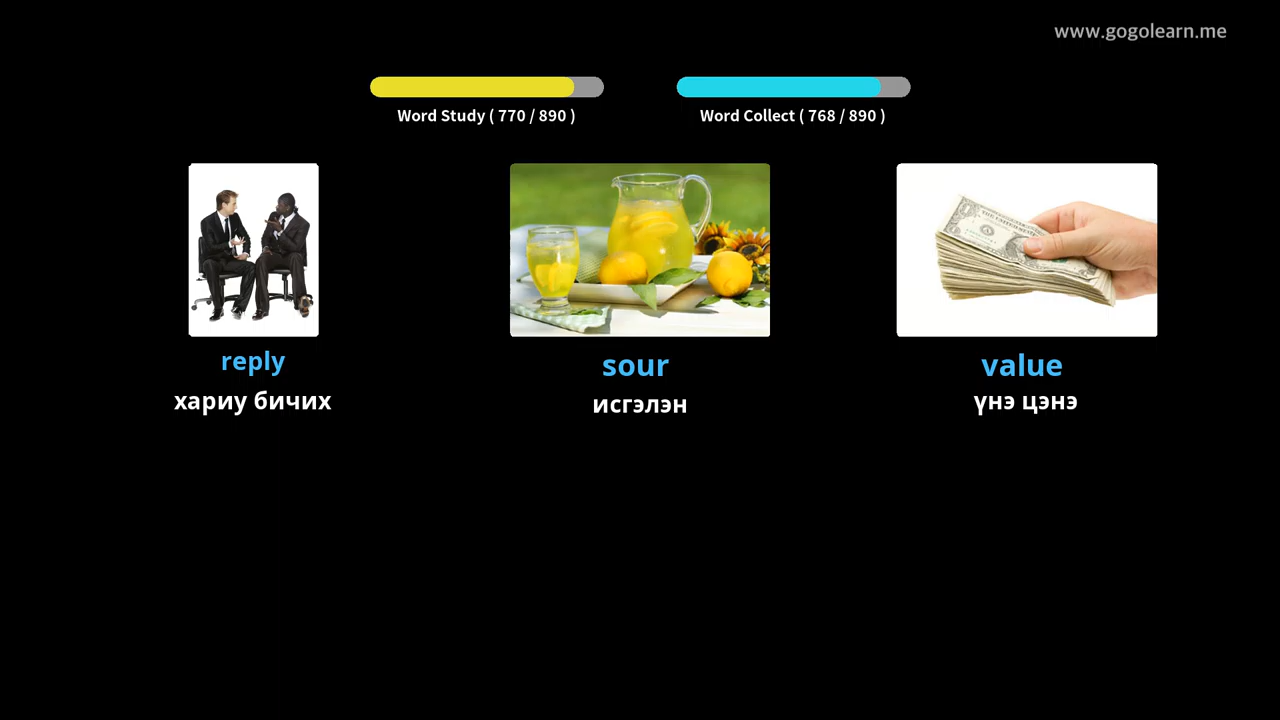 www.gogolearn.me
Word Study ( 770 / 890 )
Word Collect ( 768 / 890 )
reply
хариу бичих
sour
исгэлэн
value
үнэ цэнэ